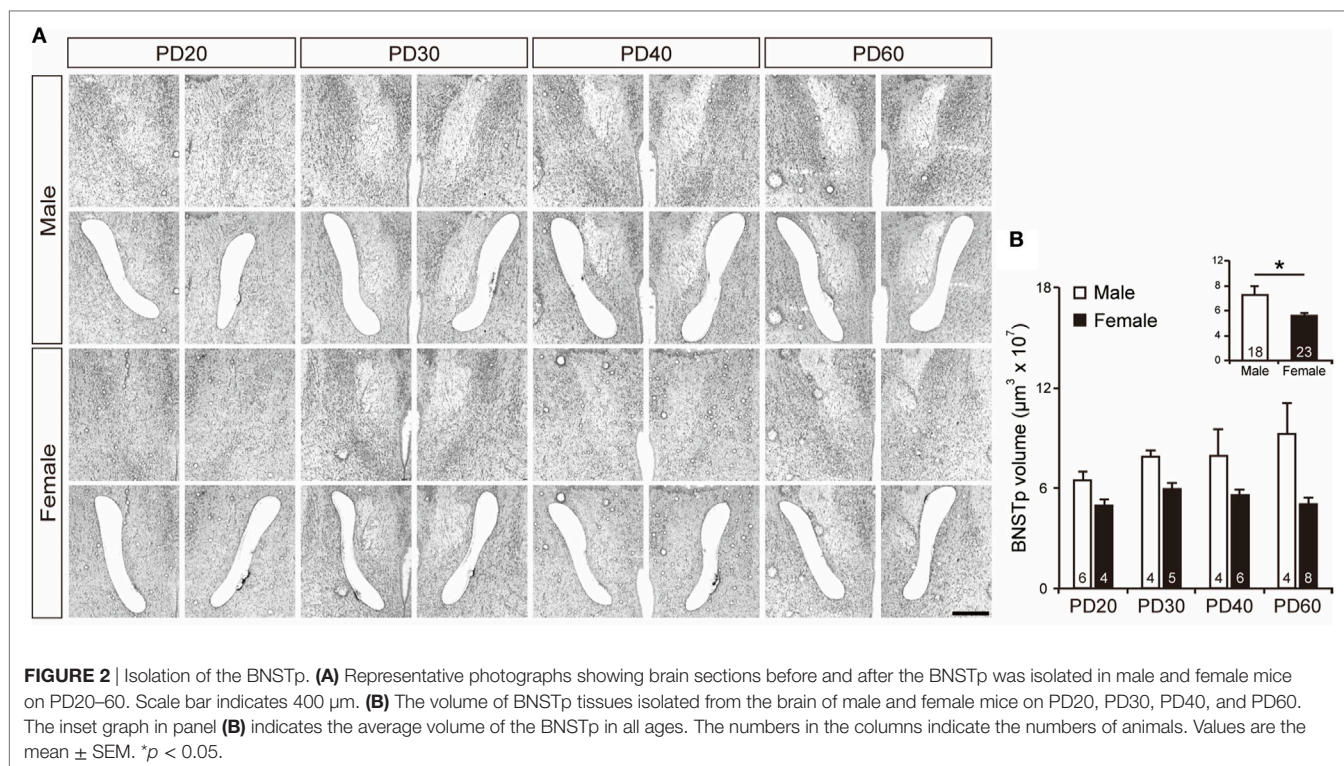 A
PD20 PD30 PD40 PD60
Male
Female
B
BNSTp volume (µm³ x 10⁷)
18
12
6
0
Male
Female
12
8
6
4
0
*
18 23
Male Female
6 4 4 5 4 6 4 8
PD20 PD30 PD40 PD60
FIGURE 2 | Isolation of the BNSTp. (A) Representative photographs showing brain sections before and after the BNSTp was isolated in male and female mice
on PD20–60. Scale bar indicates 400 µm. (B) The volume of BNSTp tissues isolated from the brain of male and female mice on PD20, PD30, PD40, and PD60.
The inset graph in panel (B) indicates the average volume of the BNSTp in all ages. The numbers in the columns indicate the numbers of animals. Values are the
mean ± SEM. *p < 0.05.